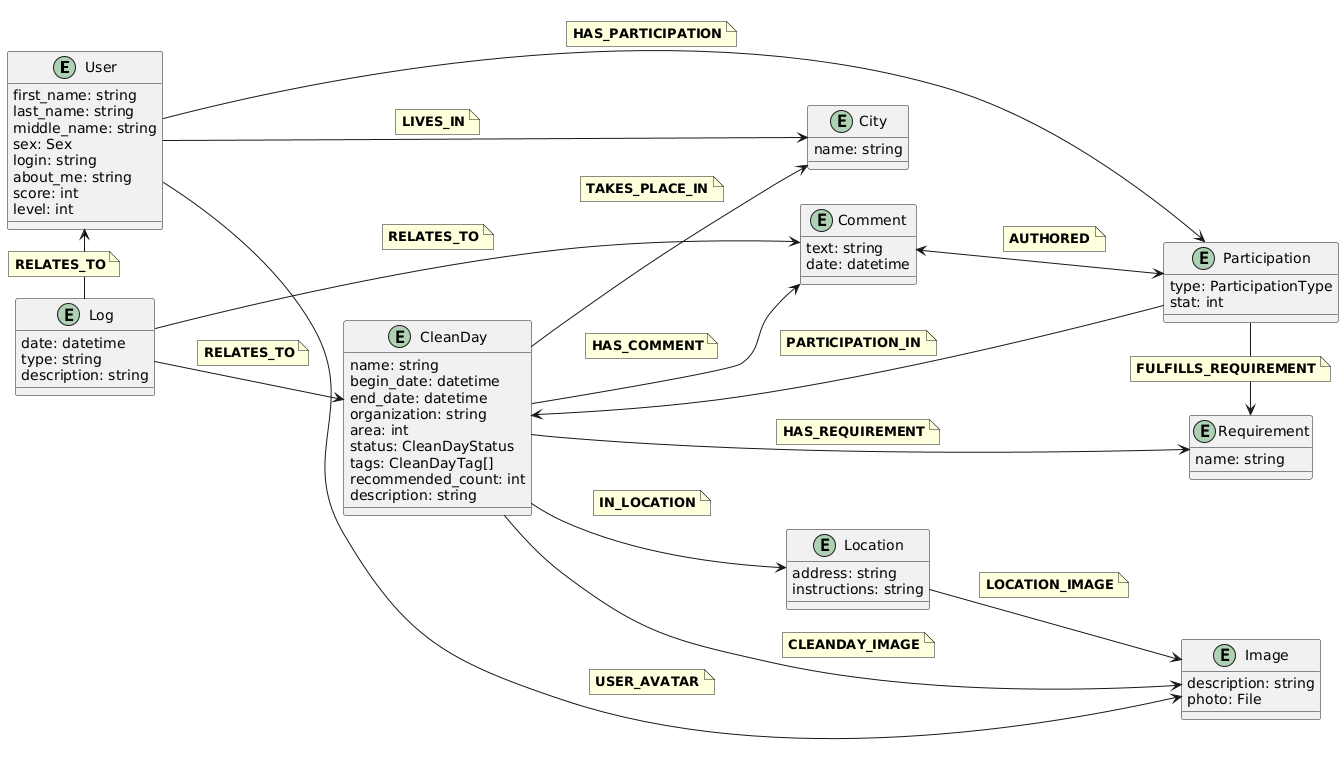 HAS_PARTICIPATION
E User
first_name: string
last_name: string
middle_name: string
sex: Sex
login: string
about_me: string
score: int
level: int
LIVES_IN
E City
name: string
TAKES_PLACE_IN
RELATES_TO
E Comment
text: string
date: datetime
AUTHORED
E Participation
type: ParticipationType
stat: int
RELATES_TO
E Log
date: datetime
type: string
description: string
RELATES_TO
E CleanDay
name: string
begin_date: datetime
end_date: datetime
organization: string
area: int
status: CleanDayStatus
tags: CleanDayTag[]
recommended_count: int
description: string
HAS_COMMENT
PARTICIPATION_IN
FULFILLS_REQUIREMENT
HAS_REQUIREMENT
E Requirement
name: string
IN_LOCATION
E Location
address: string
instructions: string
LOCATION_IMAGE
CLEANDAY_IMAGE
E Image
description: string
photo: File
USER_AVATAR